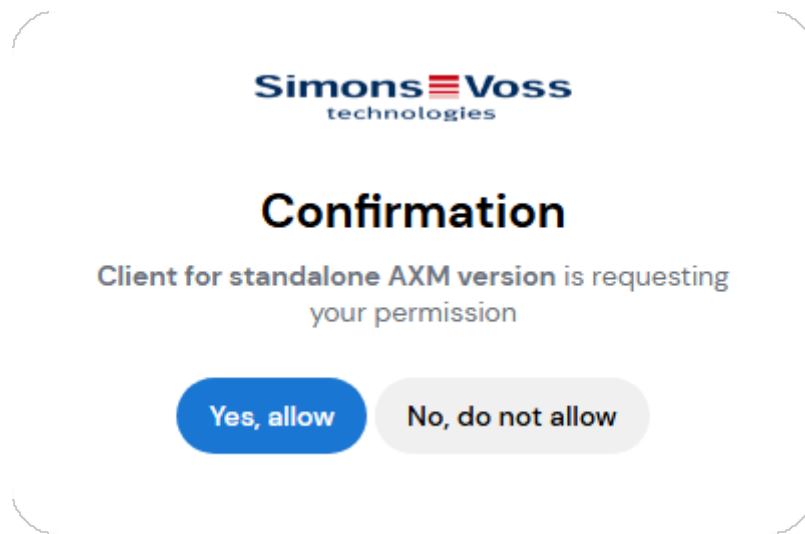 Simons Voss
technologies
Confirmation
Client for standalone AXM version is requesting
your permission
Yes, allow
No, do not allow